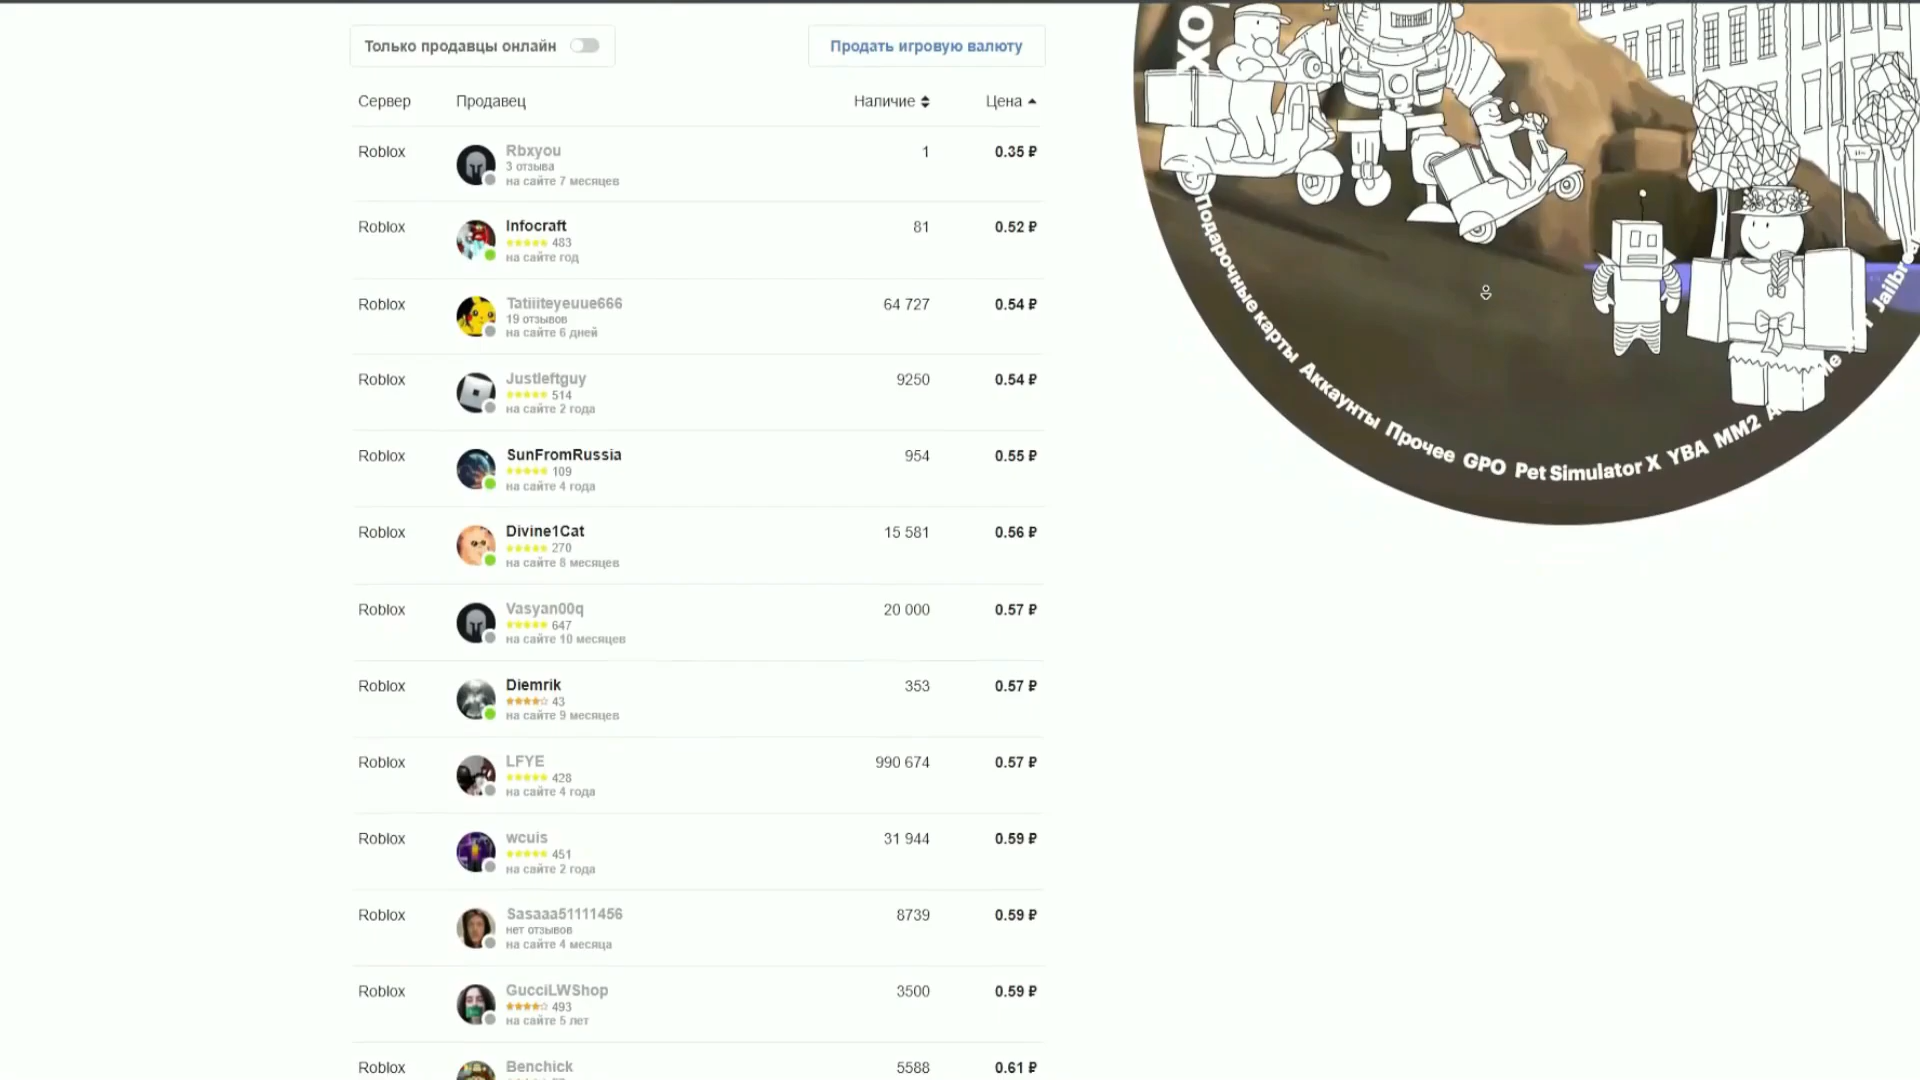 Только продавцы онлайн
Продать игровую валюту
Сервер Продавец Наличие Цена
Roblox Rbxyou 1 0.35 ₽
3 отзыва
на сайте 7 месяцев
Roblox Infocraft 81 0.52 ₽
483
на сайте год
Roblox Tatiiiteyeuue666 64 727 0.54 ₽
19 отзывов
на сайте 6 дней
Roblox Justleftguy 9250 0.54 ₽
514
на сайте 2 года
Roblox SunFromRussia 954 0.55 ₽
109
на сайте 4 года
Roblox Divine1Cat 15 581 0.56 ₽
270
на сайте 8 месяцев
Roblox Vasyan00q 20 000 0.57 ₽
647
на сайте 10 месяцев
Roblox Diemrik 353 0.57 ₽
43
на сайте 9 месяцев
Roblox LFYE 990 674 0.57 ₽
428
на сайте 4 года
Roblox wcuis 31 944 0.59 ₽
451
на сайте 2 года
Roblox Sasaaa51111456 8739 0.59 ₽
нет отзывов
на сайте 4 месяца
Roblox GucciLWShop 3500 0.59 ₽
493
на сайте 5 лет
Roblox Benchick 5588 0.61 ₽
Подарочные карты Аккаунты Прочее GPO Pet Simulator X YBA MM2